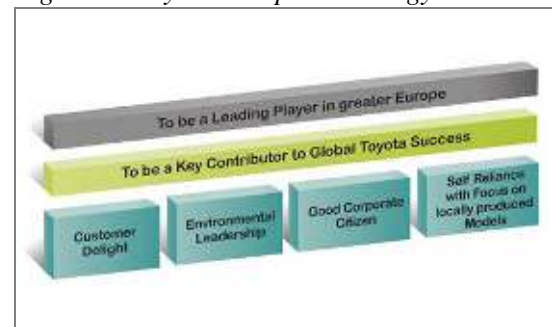 To be a Leading Player in greater Europe
To be a Key Contributor to Global Toyota Success
Customer
Delight
Environmental
Leadership
Good Corporate
Citizen
Self Reliance
with Focus on
locally produced
Models